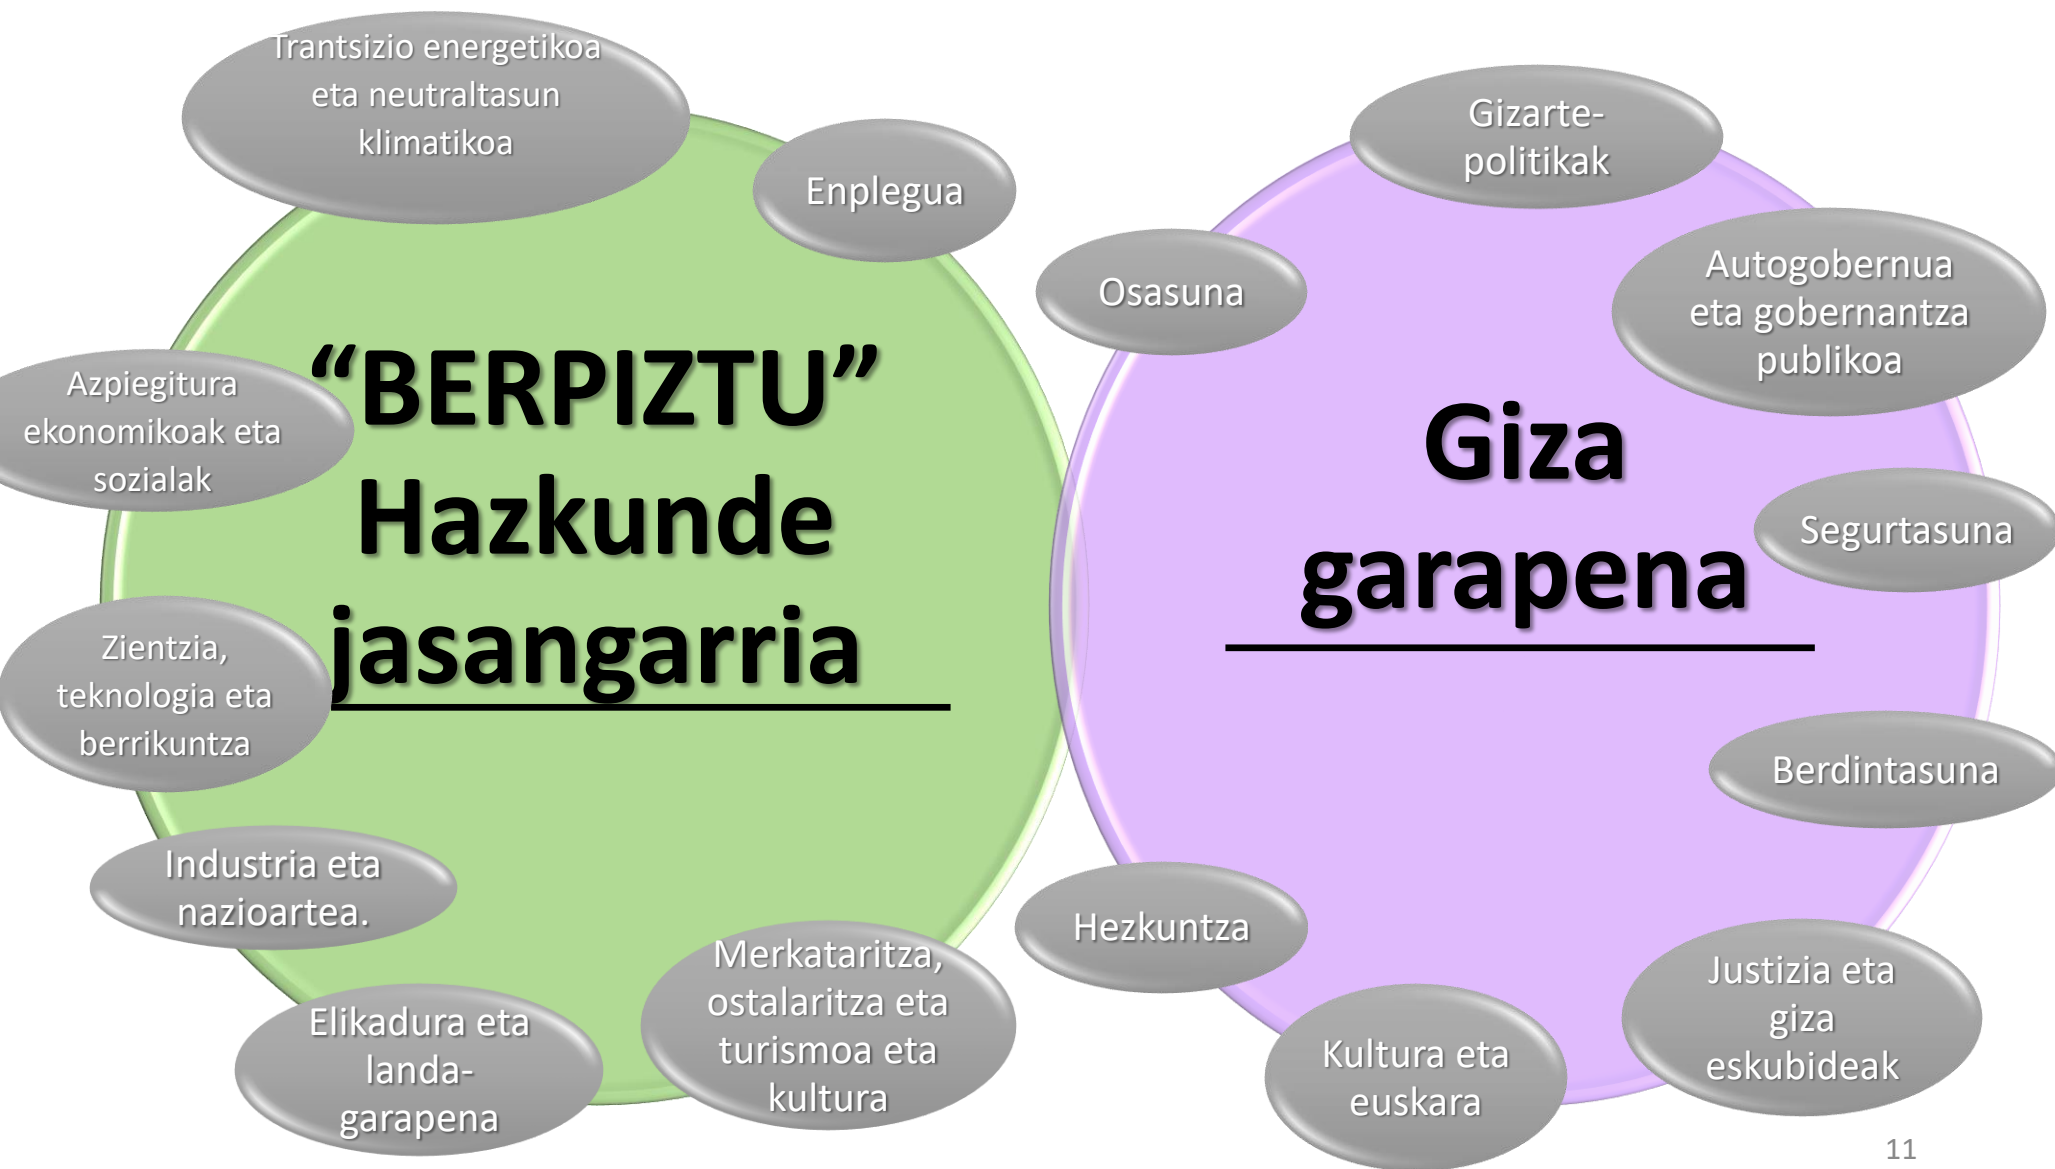 Trantsizio energetikoa
eta neutraltasun
klimatikoa
Enplegua
“BERPIZTU”
Hazkunde
jasangarria
Azpiegitura
ekonomikoak eta
sozialak
Zientzia,
teknologia eta
berrikuntza
Industria eta
nazioartea.
Elikadura eta
landa-
garapena
Merkataritza,
ostalaritza eta
turismoa eta
kultura
Gizarte-
politikak
Osasuna
Autogobernua
eta gobernantza
publikoa
Giza
garapena
Segurtasuna
Berdintasuna
Hezkuntza
Kultura eta
euskara
Justizia eta
giza
eskubideak
11